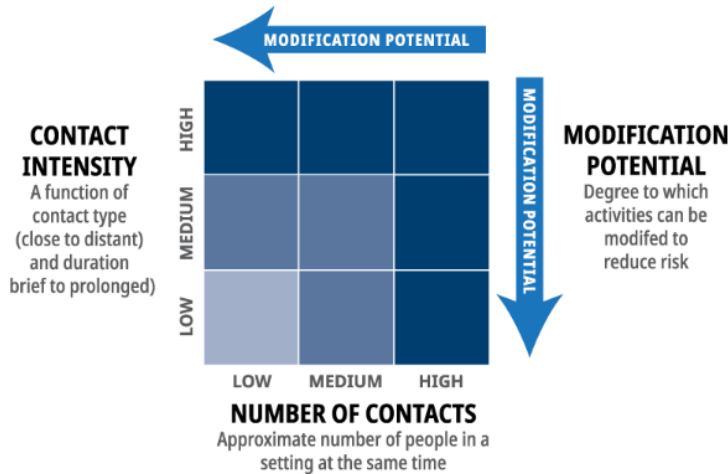 MODIFICATION POTENTIAL
CONTACT
INTENSITY
A function of
contact type
(close to distant)
and duration
brief to prolonged)
HIGH
MEDIUM
LOW
MODIFICATION POTENTIAL
MODIFICATION
POTENTIAL
Degree to which
activities can be
modifed to
reduce risk
LOW MEDIUM HIGH
NUMBER OF CONTACTS
Approximate number of people in a
setting at the same time